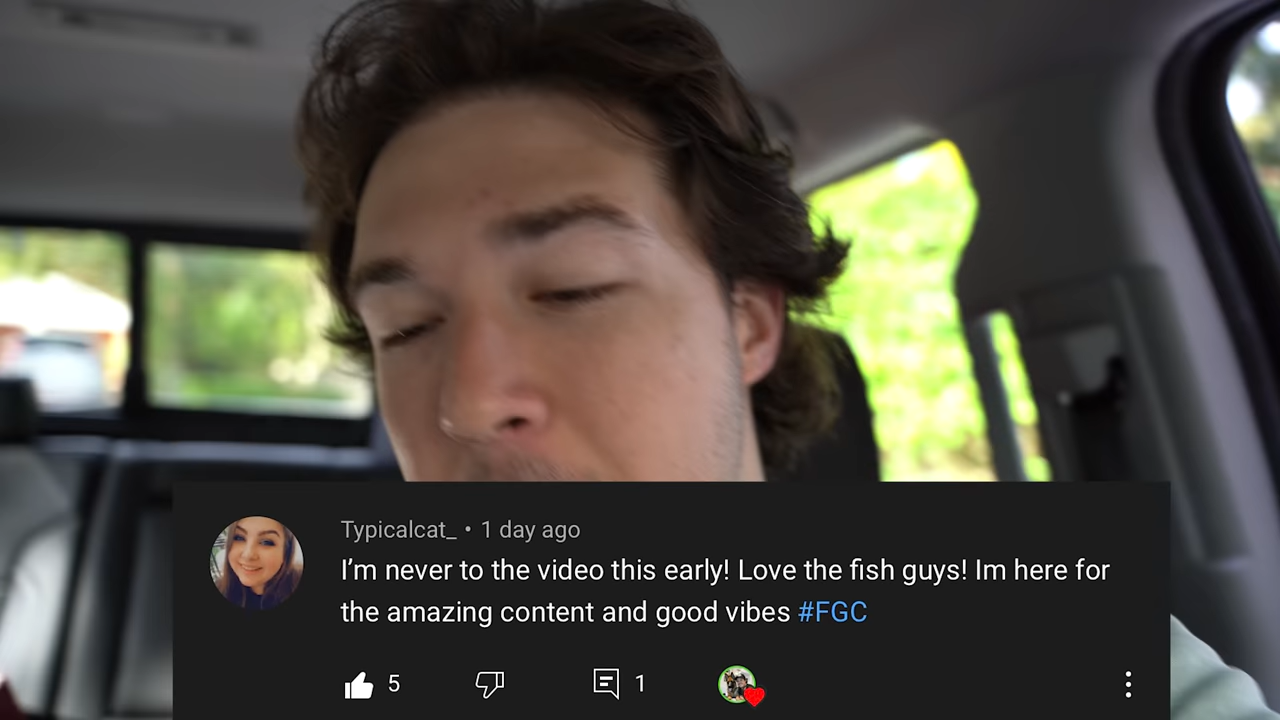 Typicalcat_ • 1 day ago
I’m never to the video this early! Love the fish guys! Im here for
the amazing content and good vibes #FGC
5
1